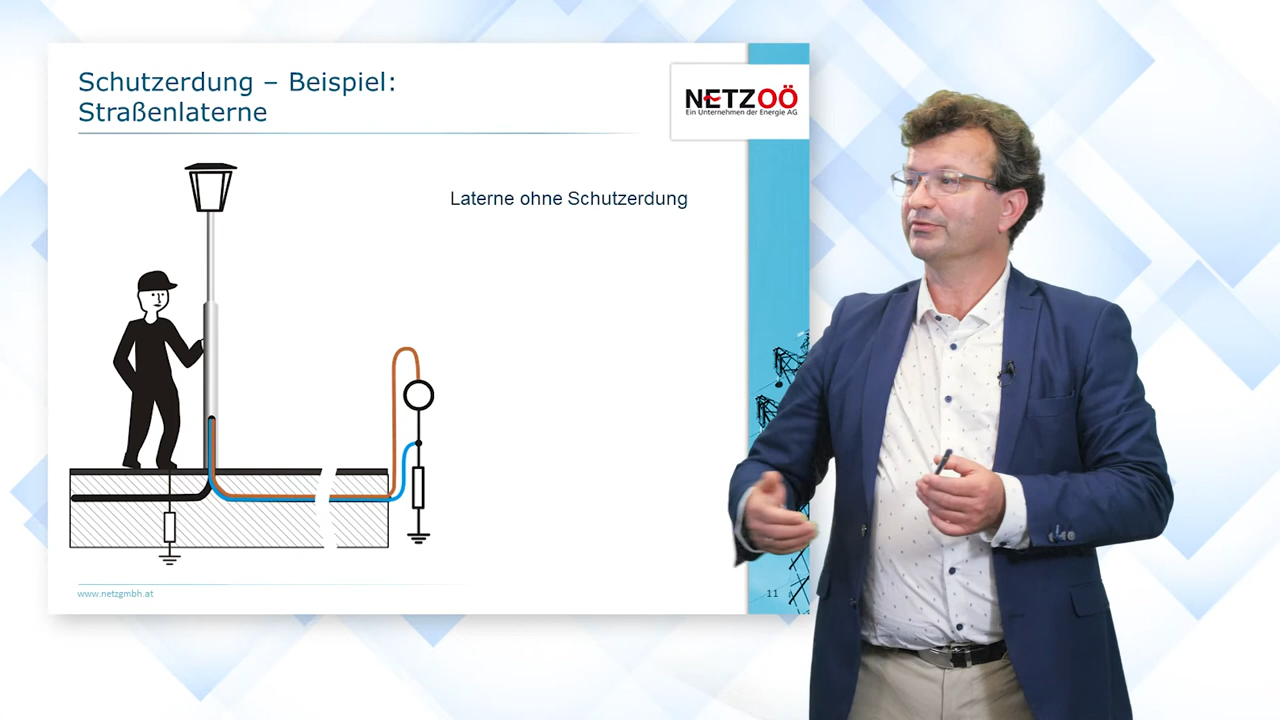 Schutzerdung – Beispiel:
Straßenlaterne
NETZOÖ
Ein Unternehmen der Energie AG
Laterne ohne Schutzerdung
www.netzgmbh.at
11